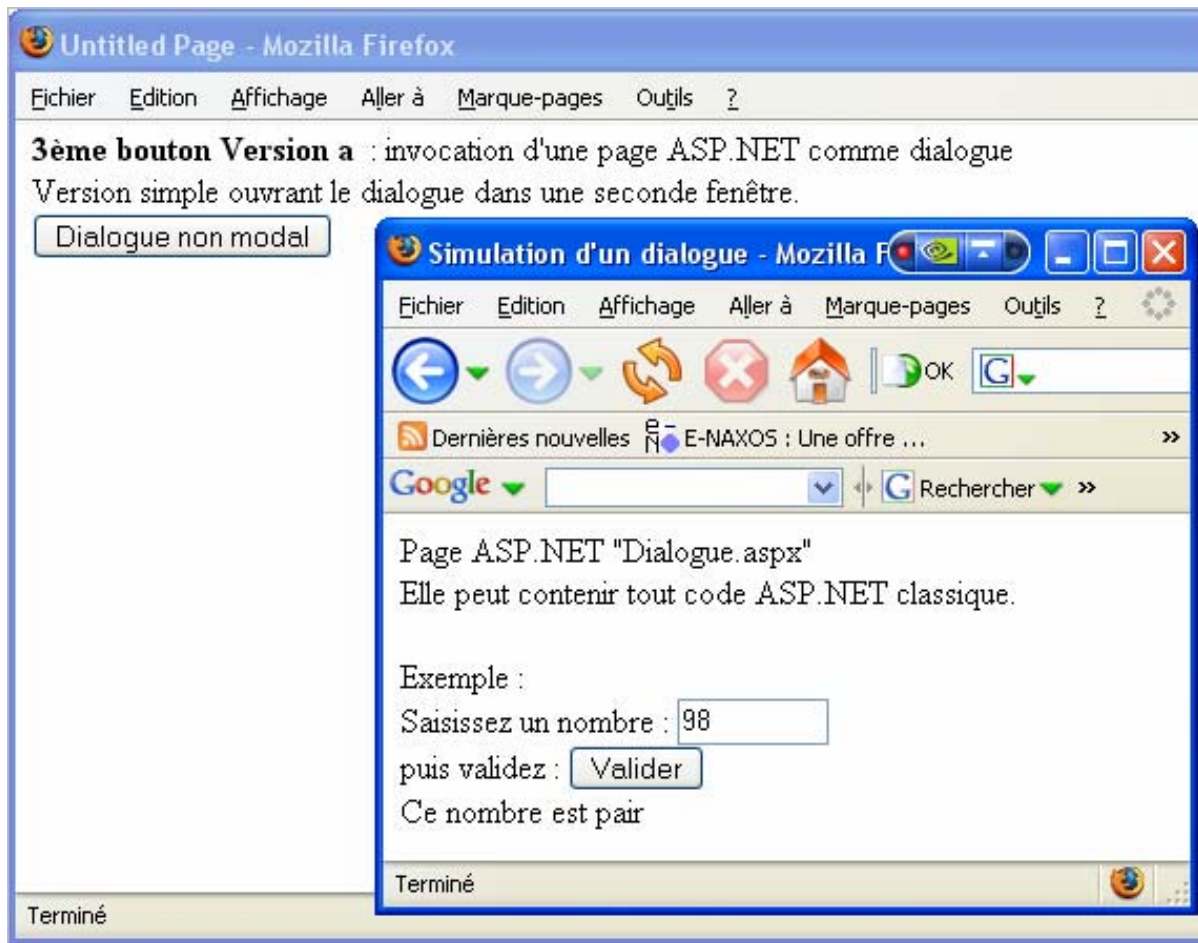 Untitled Page - Mozilla Firefox
Fichier Edition Affichage Aller à Marque-pages Outils ?
3ème bouton Version a : invocation d'une page ASP.NET comme dialogue
Version simple ouvrant le dialogue dans une seconde fenêtre.
Dialogue non modal
Simulation d'un dialogue - Mozilla F
Fichier Edition Affichage Aller à Marque-pages Outils ?
OK G
Dernières nouvelles E-NAXOS : Une offre ... »
Google G Rechercher »
Page ASP.NET "Dialogue.aspx"
Elle peut contenir tout code ASP.NET classique.
Exemple :
Saisissez un nombre : 98
puis validez : Valider
Ce nombre est pair
Terminé
Terminé